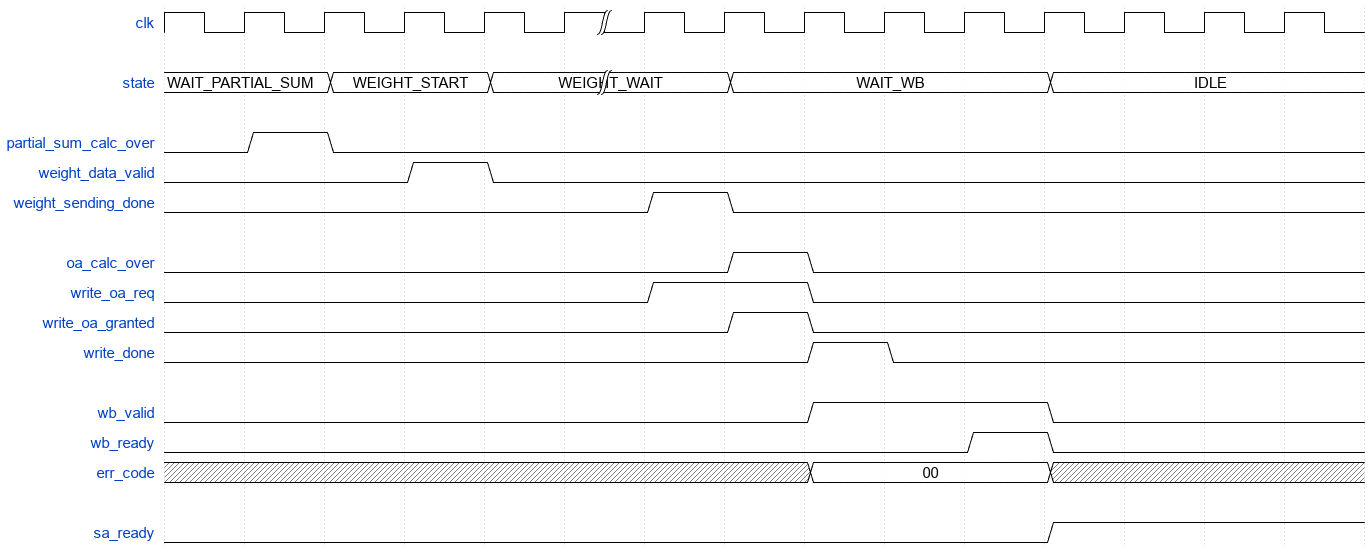 clk
state WAIT_PARTIAL_SUM WEIGHT_START WEIGHT_WAIT WAIT_WB IDLE
partial_sum_calc_over
weight_data_valid
weight_sending_done
oa_calc_over
write_oa_req
write_oa_granted
write_done
wb_valid
wb_ready
err_code 00
sa_ready